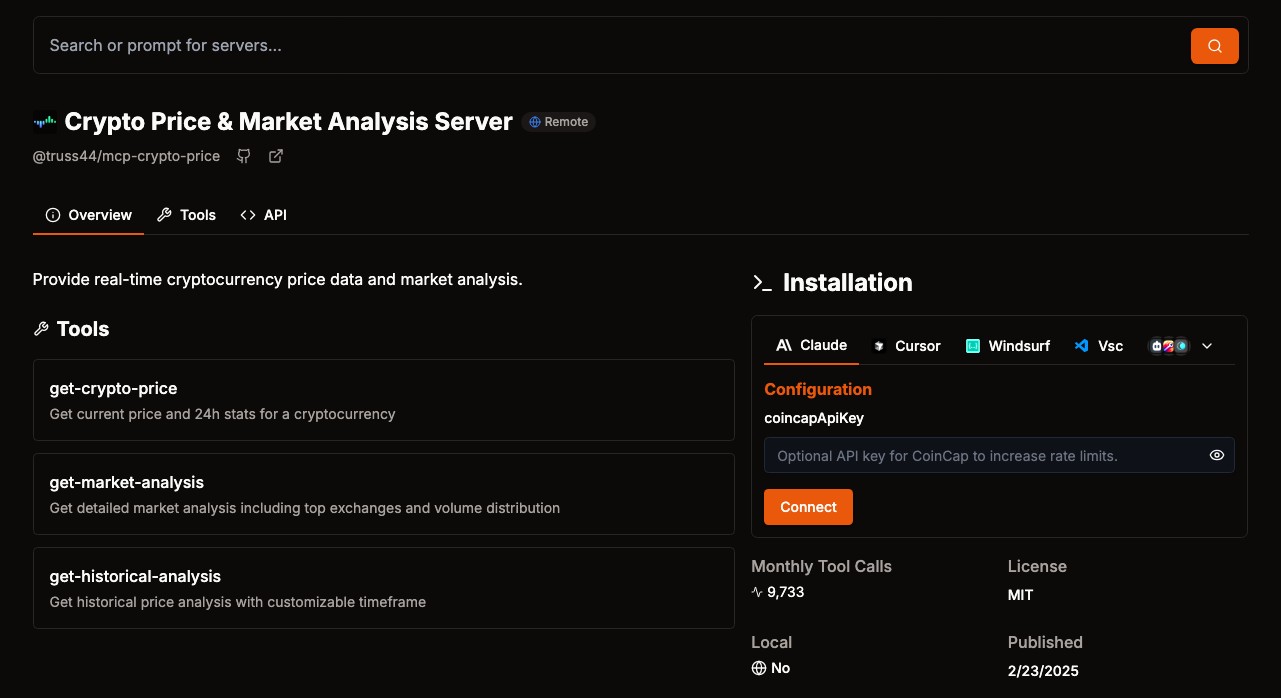 Search or prompt for servers...
Crypto Price & Market Analysis Server
Remote
@truss44/mcp-crypto-price
Overview
Tools
API
Provide real-time cryptocurrency price data and market analysis.
Tools
get-crypto-price
Get current price and 24h stats for a cryptocurrency
get-market-analysis
Get detailed market analysis including top exchanges and volume distribution
get-historical-analysis
Get historical price analysis with customizable timeframe
Installation
Claude
Cursor
Windsurf
Vsc
Configuration
coincapApiKey
Optional API key for CoinCap to increase rate limits.
Connect
Monthly Tool Calls
9,733
License
MIT
Local
No
Published
2/23/2025